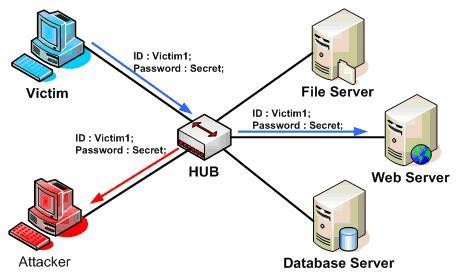 ID : Victim1;
Password : Secret;
Victim
File Server
ID : Victim1;
Password : Secret;
ID : Victim1;
Password : Secret;
HUB
Web Server
Attacker
Database Server